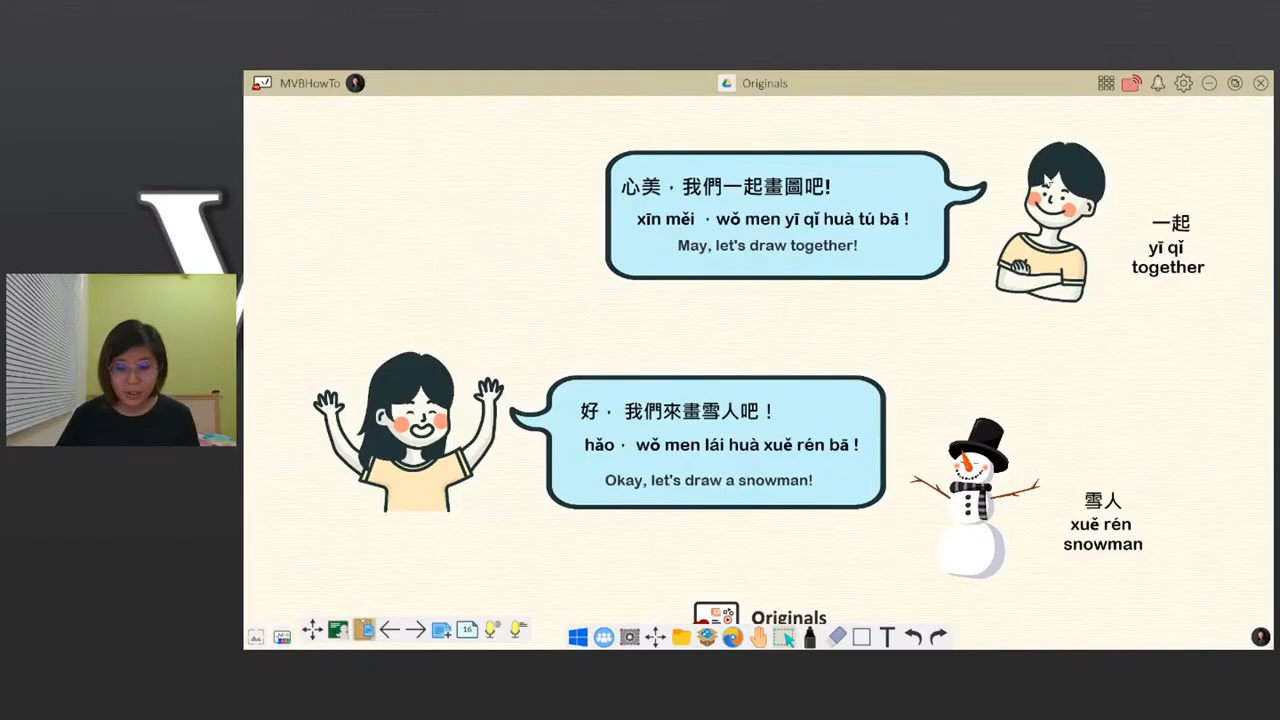 MVBHowTo
Originals
心美，我們一起畫圖吧!
xīn měi ，wǒ men yī qǐ huà tú bā !
May, let's draw together!
一起
yī qǐ
together
好， 我們來畫雪人吧！
hǎo， wǒ men lái huà xuě rén bā !
Okay, let's draw a snowman!
雪人
xuě rén
snowman
Originals
16
T